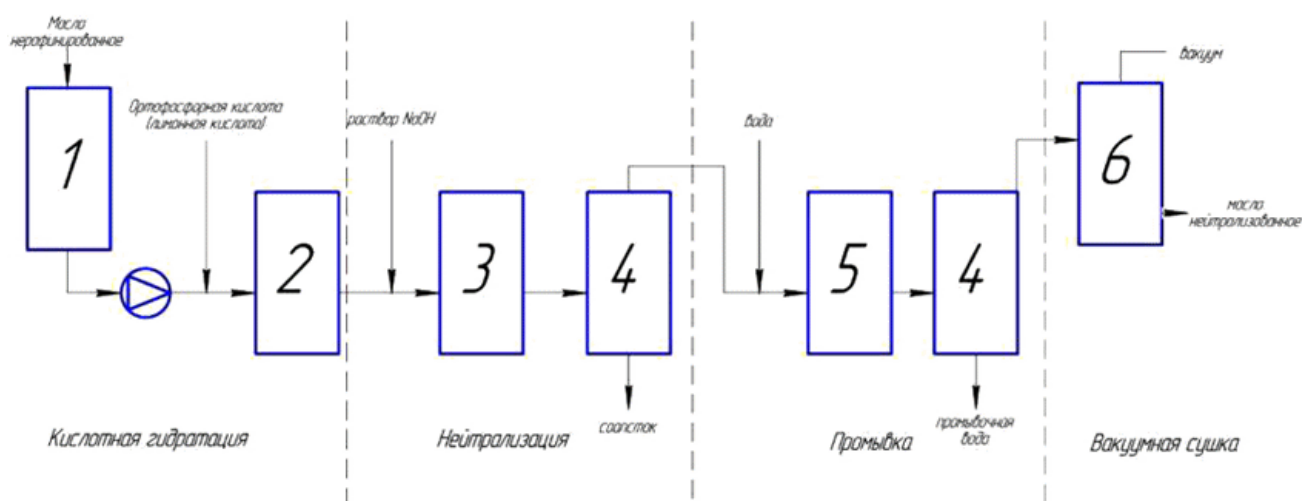 Масло
нерафинированное
1
Ортофосфорная кислота
(лимонная кислота)
2
Кислотная гидратация
раствор NaOH
3
4
соапсток
Нейтрализация
вода
5
4
промывочная
вода
Промывка
вакуум
6
масло
нейтрализованное
Вакуумная сушка